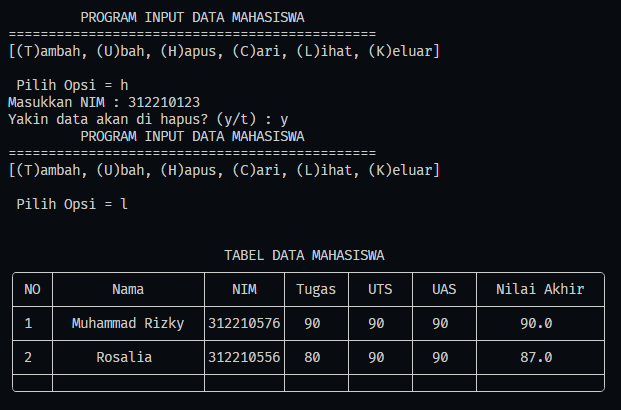 PROGRAM INPUT DATA MAHASISWA
==============================================
[(T)ambah, (U)bah, (H)apus, (C)ari, (L)ihat, (K)eluar]
Pilih Opsi = h
Masukkan NIM : 312210123
Yakin data akan di hapus? (y/t) : y
PROGRAM INPUT DATA MAHASISWA
==============================================
[(T)ambah, (U)bah, (H)apus, (C)ari, (L)ihat, (K)eluar]
Pilih Opsi = l
TABEL DATA MAHASISWA
NO Nama NIM Tugas UTS UAS Nilai Akhir
1 Muhammad Rizky 312210576 90 90 90 90.0
2 Rosalia 312210556 80 90 90 87.0